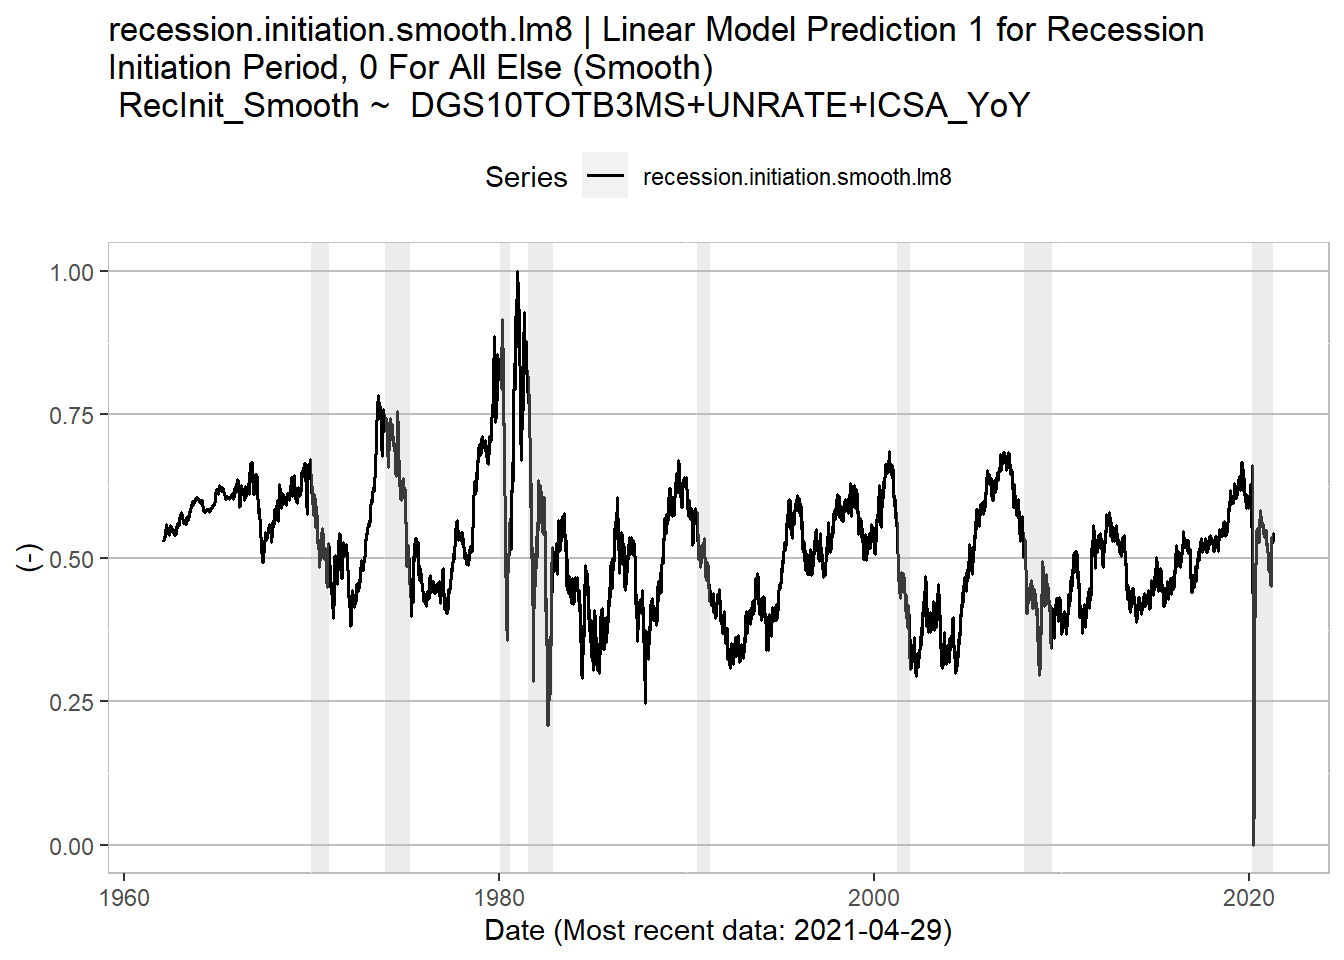 recession.initiation.smooth.lm8 | Linear Model Prediction 1 for Recession
Initiation Period, 0 For All Else (Smooth)
RecInit_Smooth ~  DGS10TOTB3MS+UNRATE+ICSA_YoY
Series recession.initiation.smooth.lm8
1.00
0.75
0.50
0.25
0.00
(-)
1960 1980 2000 2020
Date (Most recent data: 2021-04-29)